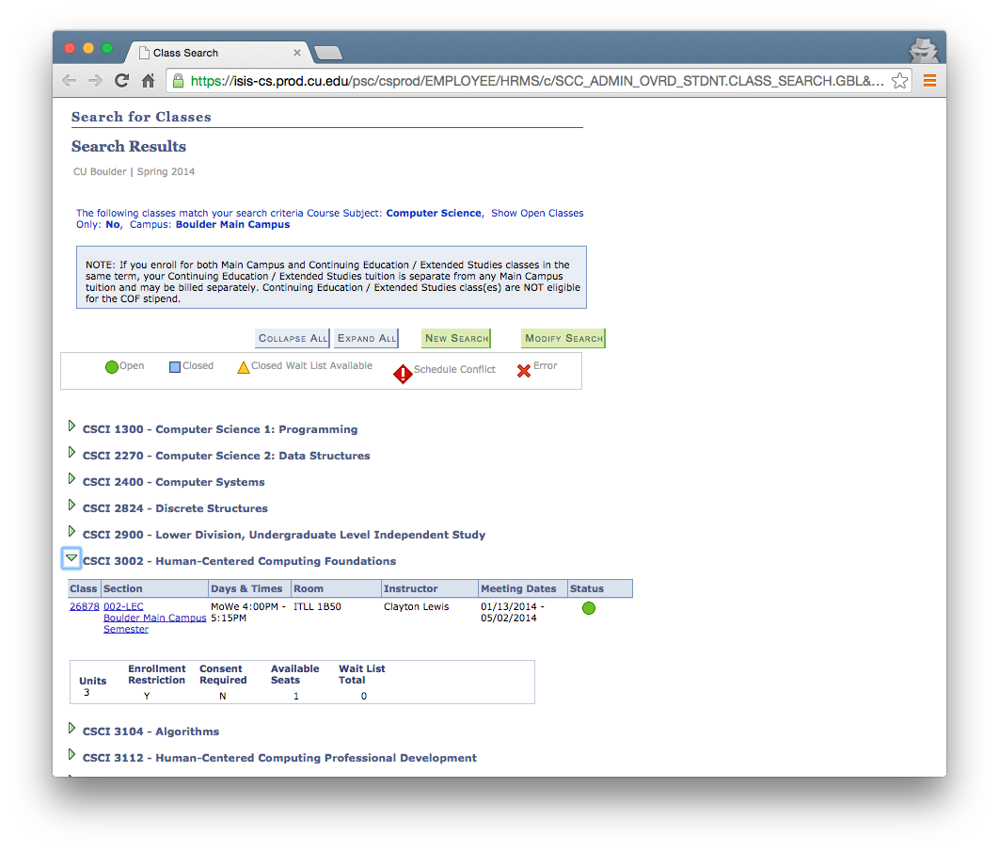 Class Search
https://isis-cs.prod.cu.edu/psc/csprod/EMPLOYEE/HRMS/c/SCC_ADMIN_OVRD_STDNT.CLASS_SEARCH.GBL&...
Search for Classes
Search Results
CU Boulder | Spring 2014
The following classes match your search criteria Course Subject: Computer Science, Show Open Classes
Only: No, Campus: Boulder Main Campus
NOTE: If you enroll for both Main Campus and Continuing Education / Extended Studies classes in the
same term, your Continuing Education / Extended Studies tuition is separate from any Main Campus
tuition and may be billed separately. Continuing Education / Extended Studies class(es) are NOT eligible
for the COF stipend.
Collapse All Expand All New Search Modify Search
Open Closed Closed Wait List Available Schedule Conflict Error
CSCI 1300 - Computer Science 1: Programming
CSCI 2270 - Computer Science 2: Data Structures
CSCI 2400 - Computer Systems
CSCI 2824 - Discrete Structures
CSCI 2900 - Lower Division, Undergraduate Level Independent Study
CSCI 3002 - Human-Centered Computing Foundations
Class Section Days & Times Room Instructor Meeting Dates Status
26878 002-LEC MoWe 4:00PM - ITLL 1B50 Clayton Lewis 01/13/2014 -
Boulder Main Campus 5:15PM 05/02/2014
Semester
Enrollment Consent Available Wait List
Units Restriction Required Seats Total
3 Y N 1 0
CSCI 3104 - Algorithms
CSCI 3112 - Human-Centered Computing Professional Development